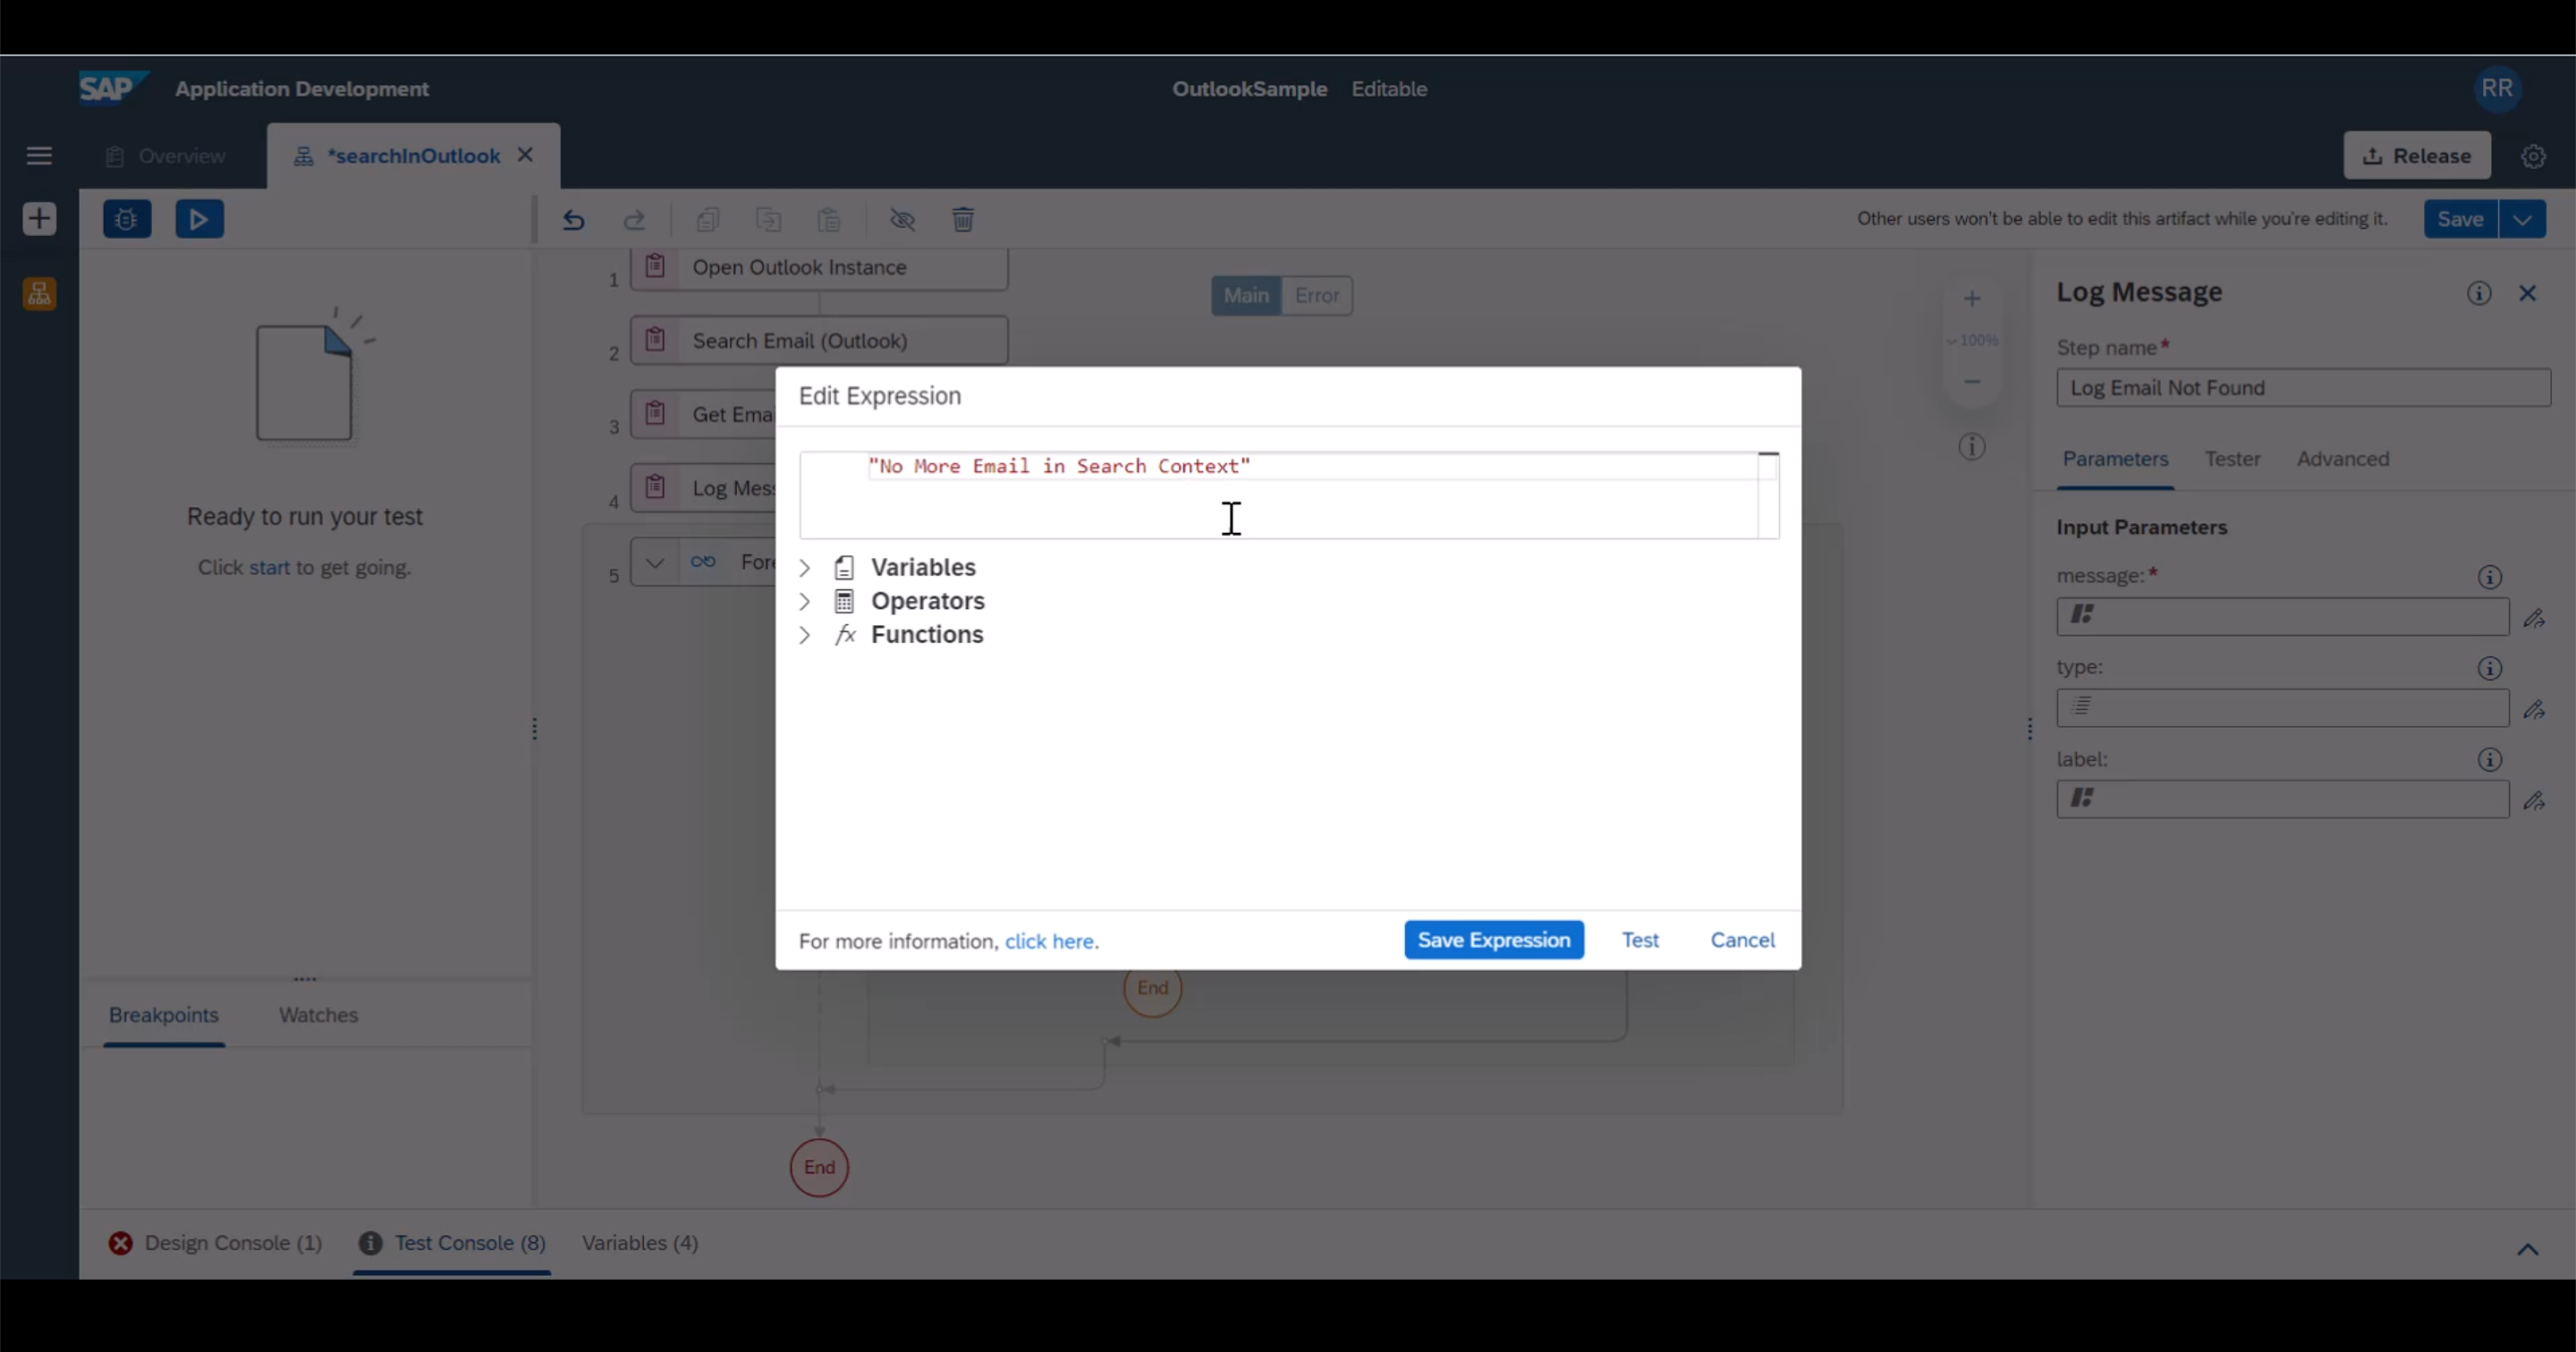 SAP Application Development OutlookSample Editable RR
Overview *searchInOutlook Release
Other users won't be able to edit this artifact while you're editing it. Save
1 Open Outlook Instance
Main Error
2 Search Email (Outlook)
3 Get Emai
4 Log Mess
5 Fore
100%
Ready to run your test
Click start to get going.
Breakpoints Watches
Edit Expression
"No More Email in Search Context"
Variables
Operators
fx Functions
For more information, click here. Save Expression Test Cancel
End
End
Log Message
Step name*
Log Email Not Found
Parameters Tester Advanced
Input Parameters
message:*
type:
label:
Design Console (1) Test Console (8) Variables (4)